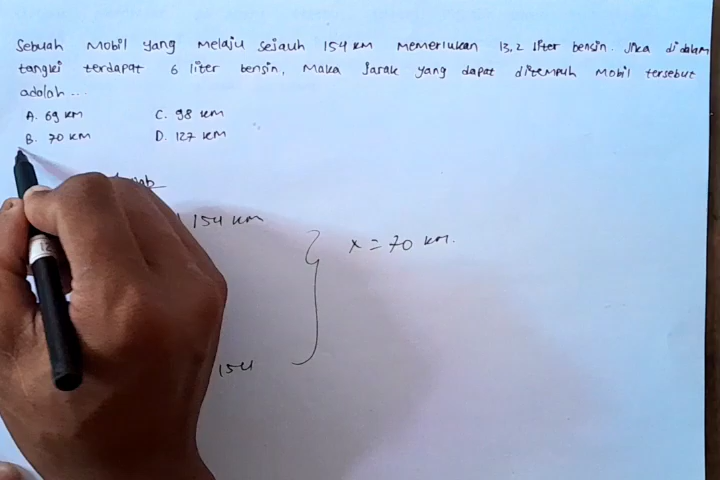 Sebuah mobil yang melaju sejauh 154 km memerlukan 13,2 liter bensin. Jika di dalam
tangki terdapat 6 liter bensin, maka jarak yang dapat ditempuh mobil tersebut
adalah ...
A. 69 km C. 98 km
B. 70 km D. 127 km
154 km
x = 70 km.
154